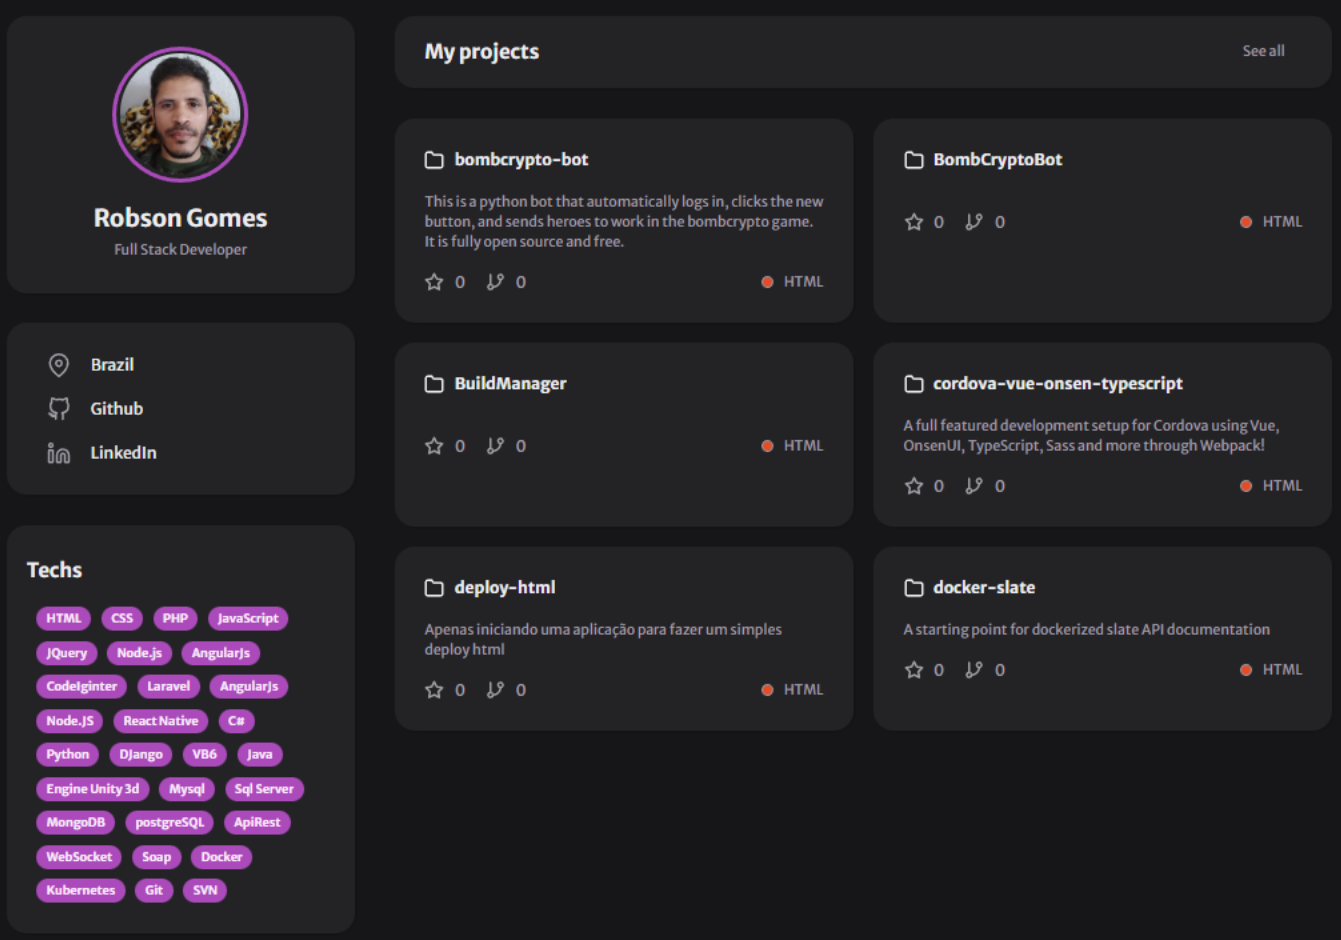 Robson Gomes
Full Stack Developer
Brazil
Github
LinkedIn
Techs
HTML CSS PHP JavaScript
JQuery Node.js AngularJs
CodeIginter Laravel AngularJs
Node.JS React Native C#
Python DJango VB6 Java
Engine Unity 3d Mysql Sql Server
MongoDB postgreSQL ApiRest
WebSocket Soap Docker
Kubernetes Git SVN
My projects See all
bombcrypto-bot
This is a python bot that automatically logs in, clicks the new
button, and sends heroes to work in the bombcrypto game.
It is fully open source and free.
0 0 HTML
BombCryptoBot
0 0 HTML
BuildManager
0 0 HTML
cordova-vue-onsen-typescript
A full featured development setup for Cordova using Vue,
OnsenUI, TypeScript, Sass and more through Webpack!
0 0 HTML
deploy-html
Apenas iniciando uma aplicação para fazer um simples
deploy html
0 0 HTML
docker-slate
A starting point for dockerized slate API documentation
0 0 HTML